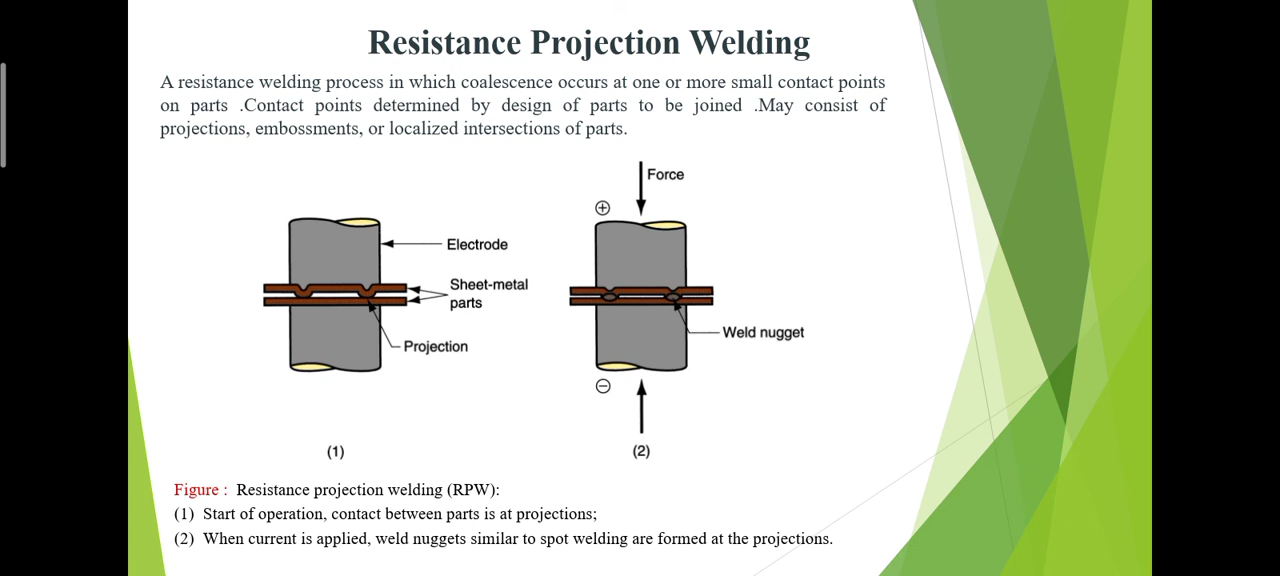 Resistance Projection Welding
A resistance welding process in which coalescence occurs at one or more small contact points
on parts .Contact points determined by design of parts to be joined .May consist of
projections, embossments, or localized intersections of parts.
Force
Electrode
Sheet-metal
parts
Projection
Weld nugget
(1)
(2)
Figure : Resistance projection welding (RPW):
(1) Start of operation, contact between parts is at projections;
(2) When current is applied, weld nuggets similar to spot welding are formed at the projections.